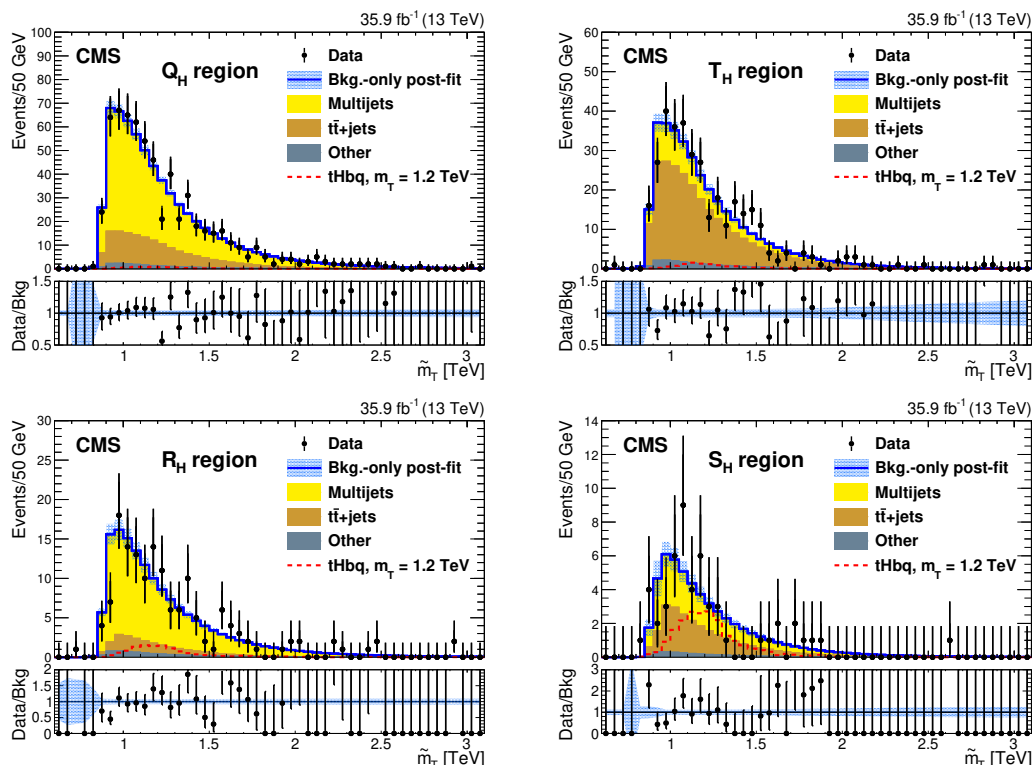 35.9 fb⁻¹ (13 TeV)
CMS
Q_H region
Data
Bkg.-only post-fit
Multijets
tt̄+jets
Other
tHbq, m_T = 1.2 TeV
Events/50 GeV
100
90
80
70
60
50
40
30
20
10
0
Data/Bkg
1.5
1
0.5
1 1.5 2 2.5 3
m̃_T [TeV]
35.9 fb⁻¹ (13 TeV)
CMS
T_H region
Data
Bkg.-only post-fit
Multijets
tt̄+jets
Other
tHbq, m_T = 1.2 TeV
Events/50 GeV
60
50
40
30
20
10
0
Data/Bkg
1.5
1
0.5
1 1.5 2 2.5 3
m̃_T [TeV]
35.9 fb⁻¹ (13 TeV)
CMS
R_H region
Data
Bkg.-only post-fit
Multijets
tt̄+jets
Other
tHbq, m_T = 1.2 TeV
Events/50 GeV
30
25
20
15
10
5
0
Data/Bkg
2
1.5
1
0.5
0
1 1.5 2 2.5 3
m̃_T [TeV]
35.9 fb⁻¹ (13 TeV)
CMS
S_H region
Data
Bkg.-only post-fit
Multijets
tt̄+jets
Other
tHbq, m_T = 1.2 TeV
Events/50 GeV
14
12
10
8
6
4
2
0
Data/Bkg
3
2
1
0
1 1.5 2 2.5 3
m̃_T [TeV]